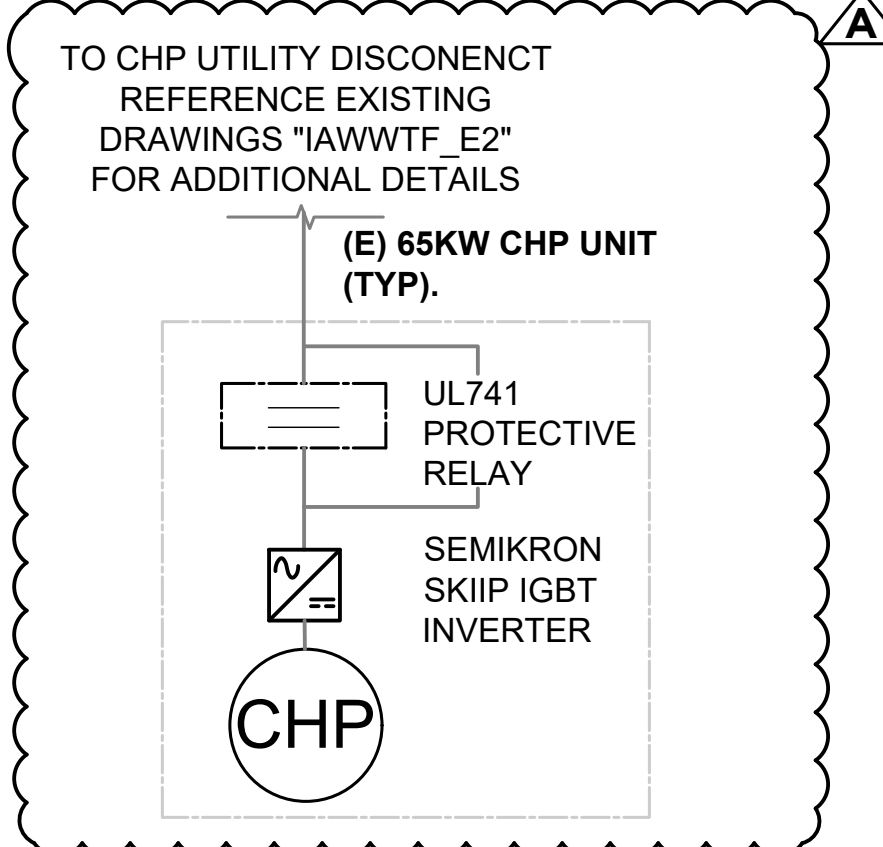 A
TO CHP UTILITY DISCONENCT
REFERENCE EXISTING
DRAWINGS "IAWWTF_E2"
FOR ADDITIONAL DETAILS
(E) 65KW CHP UNIT
(TYP).
UL741
PROTECTIVE
RELAY
SEMIKRON
SKIIP IGBT
INVERTER
CHP